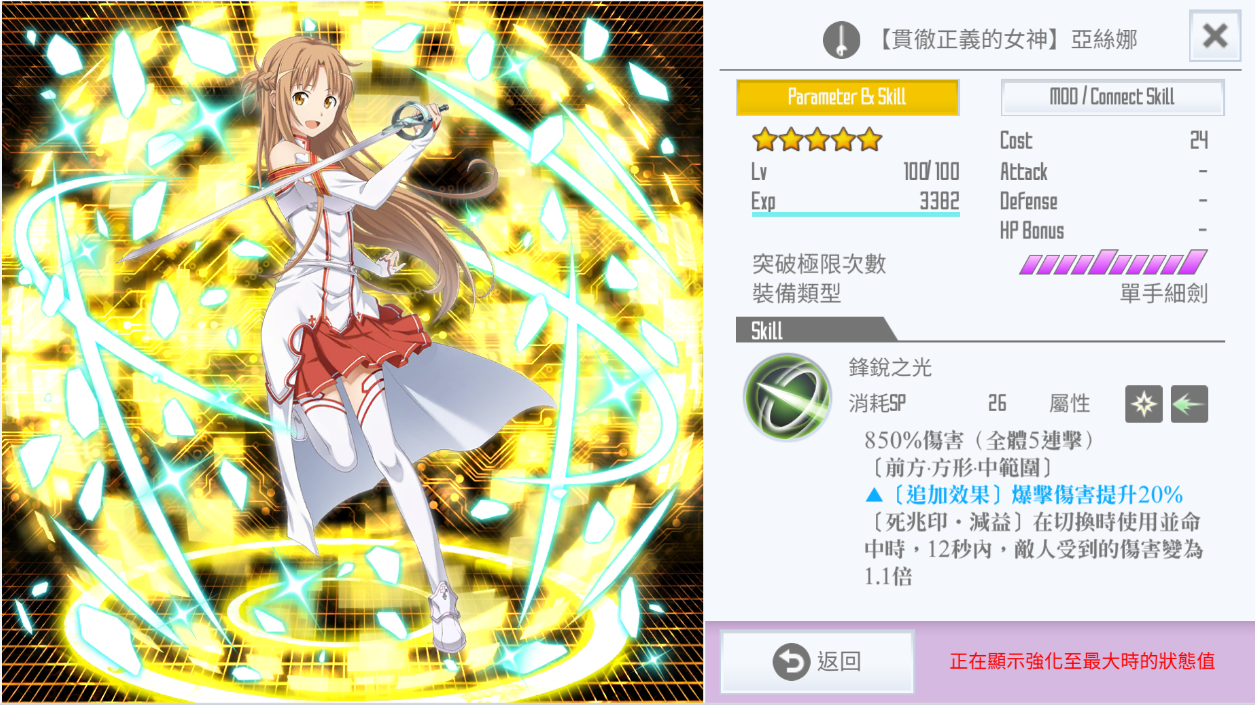 【貫徹正義的女神】亞絲娜
Parameter & Skill
MOD / Connect Skill
Lv 100/100
Exp 3382
Cost 24
Attack -
Defense -
HP Bonus -
突破極限次數
裝備類型 單手細劍
Skill
鋒銳之光
消耗SP 26 屬性
850%傷害（全體5連擊）
〔前方·方形·中範圍〕
▲〔追加效果〕爆擊傷害提升20%
〔死兆印・減益〕在切換時使用並命
中時，12秒內，敵人受到的傷害變為
1.1倍
返回
正在顯示強化至最大時的狀態值